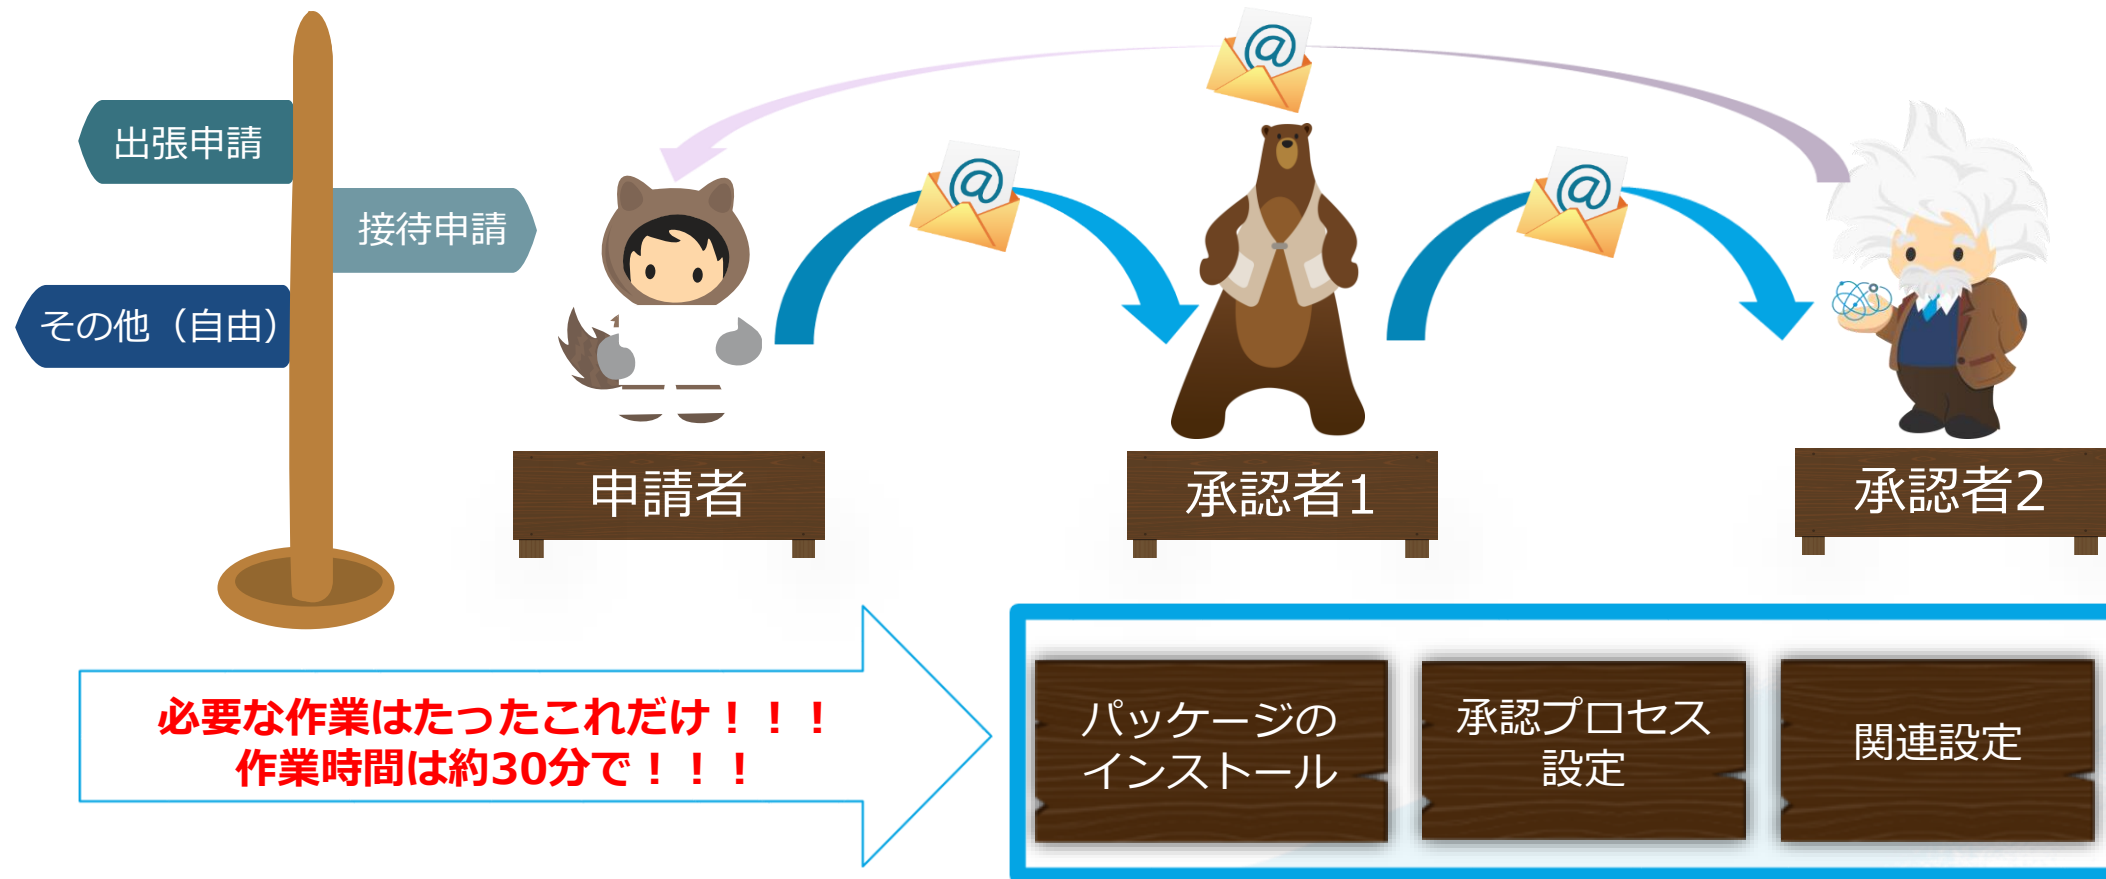 出張申請
接待申請
その他（自由）
@
@
@
申請者
承認者1
承認者2
必要な作業はたったこれだけ！！！
作業時間は約30分で！！！
パッケージの
インストール
承認プロセス
設定
関連設定